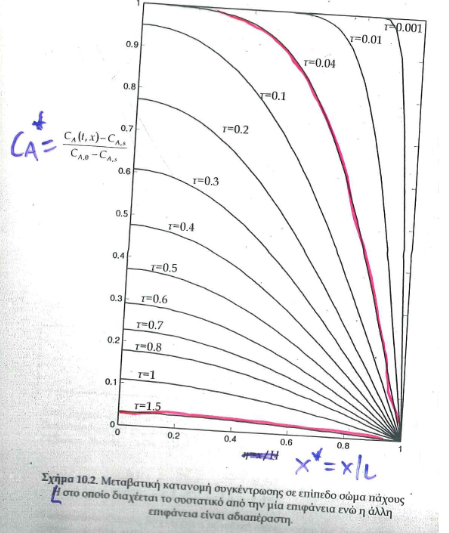 1
τ=0.001
τ=0.01
0.9
τ=0.04
τ=0.1
0.8
C_A* = C_A(t, x)−C_{A,s}
C_{A,0}−C_{A,s}
0.7
τ=0.2
0.6
τ=0.3
0.5
τ=0.4
0.4
τ=0.5
0.3
τ=0.6
τ=0.7
0.2
τ=0.8
τ=1
0.1
τ=1.5
0
0 0.2 0.4 0.6 0.8 1
η=x/H x*=x/L
Σχήμα 10.2. Μεταβατική κατανομή συγκέντρωσης σε επίπεδο σώμα πάχους
L H στο οποίο διαχέεται το συστατικό από την μία επιφάνεια ενώ η άλλη
επιφάνεια είναι αδιαπέραστη.